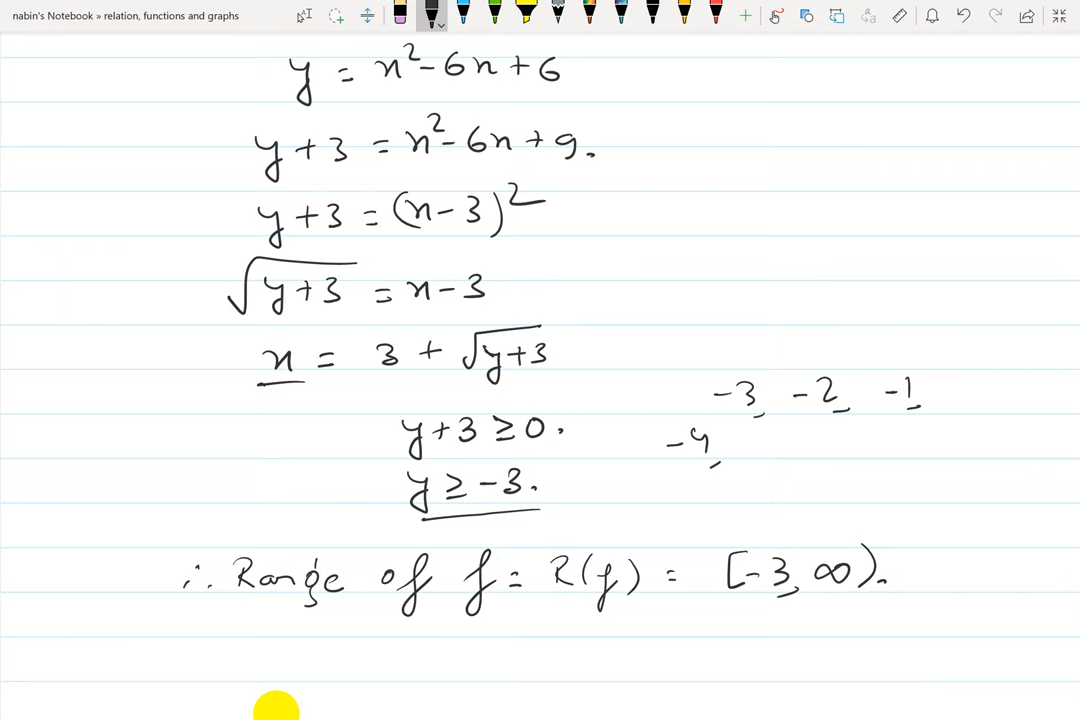 nabin's Notebook » relation, functions and graphs
y = x² - 6x + 6
y + 3 = x² - 6x + 9.
y + 3 = (x - 3)²
√(y + 3) = x - 3
x = 3 + √(y + 3)
-3, -2, -1
y + 3 ≥ 0.
-4,
y ≥ -3.
∴ Range of f = R(f) = [-3, ∞).